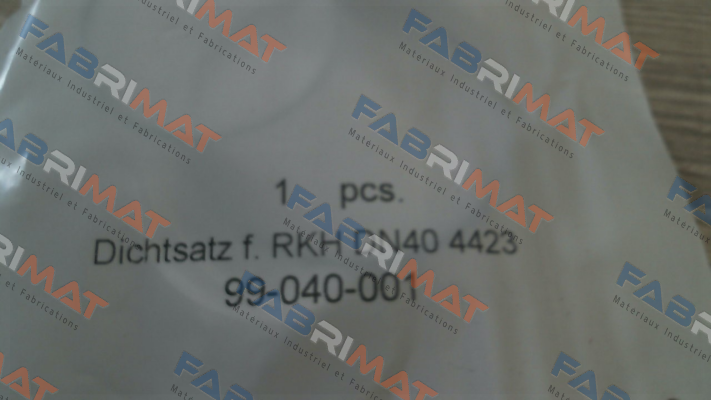 1 pcs.
Dichtsatz f. RKH DN40 4423
99-040-001
FABRIMAT
Materiaux Industriel et Fabrications